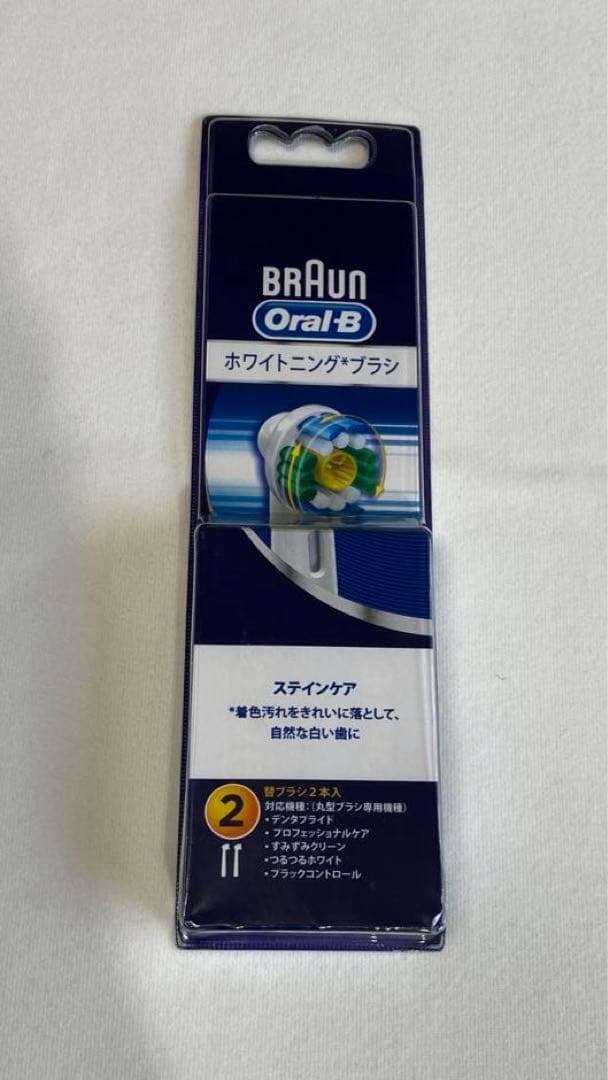 BRAUN
Oral-B
ホワイトニング*ブラシ
ステインケア
*着色汚れをきれいに落として、
自然な白い歯に
2
替ブラシ2本入
対応機種:(丸型ブラシ専用機種)
・デンタプライド
・プロフェッショナルケア
・すみずみクリーン
・つるつるホワイト
・プラックコントロール